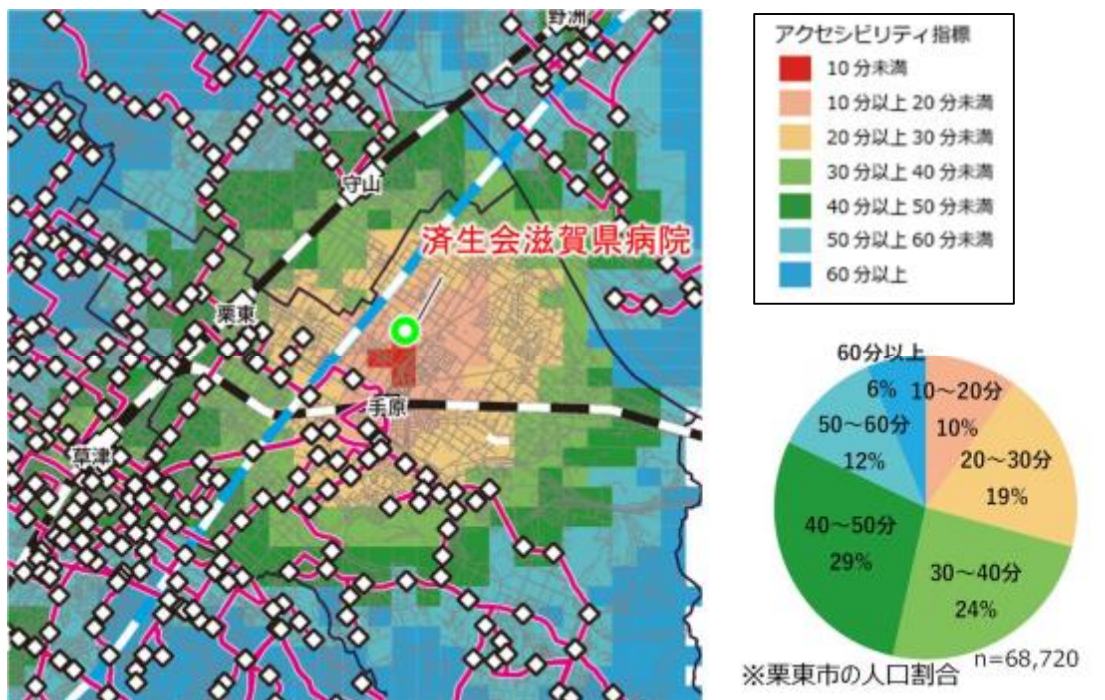 野洲
守山
済生会滋賀県病院
栗東
手原
草津
アクセシビリティ指標
10分未満
10分以上20分未満
20分以上30分未満
30分以上40分未満
40分以上50分未満
50分以上60分未満
60分以上
60分以上
6%
10～20分
10%
50～60分
12%
20～30分
19%
40～50分
29%
30～40分
24%
n=68,720
※栗東市の人口割合